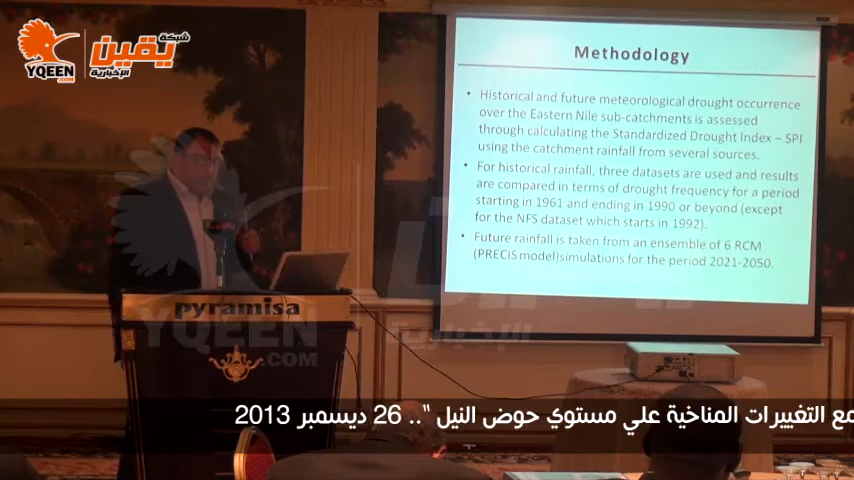 شبكة
يقين
الإخبارية
YQEEN
.COM
Methodology
• Historical and future meteorological drought occurrence
over the Eastern Nile sub-catchments is assessed
through calculating the Standardized Drought Index – SPI
using the catchment rainfall from several sources.
• For historical rainfall, three datasets are used and results
are compared in terms of drought frequency for a period
starting in 1961 and ending in 1990 or beyond (except
for the NFS dataset which starts in 1992).
• Future rainfall is taken from an ensemble of 6 RCM
(PRECIS model)simulations for the period 2021-2050.
pyramisa
YQEEN
.COM
الإخبارية
مع التغييرات المناخية علي مستوي حوض النيل ".. 26 ديسمبر 2013